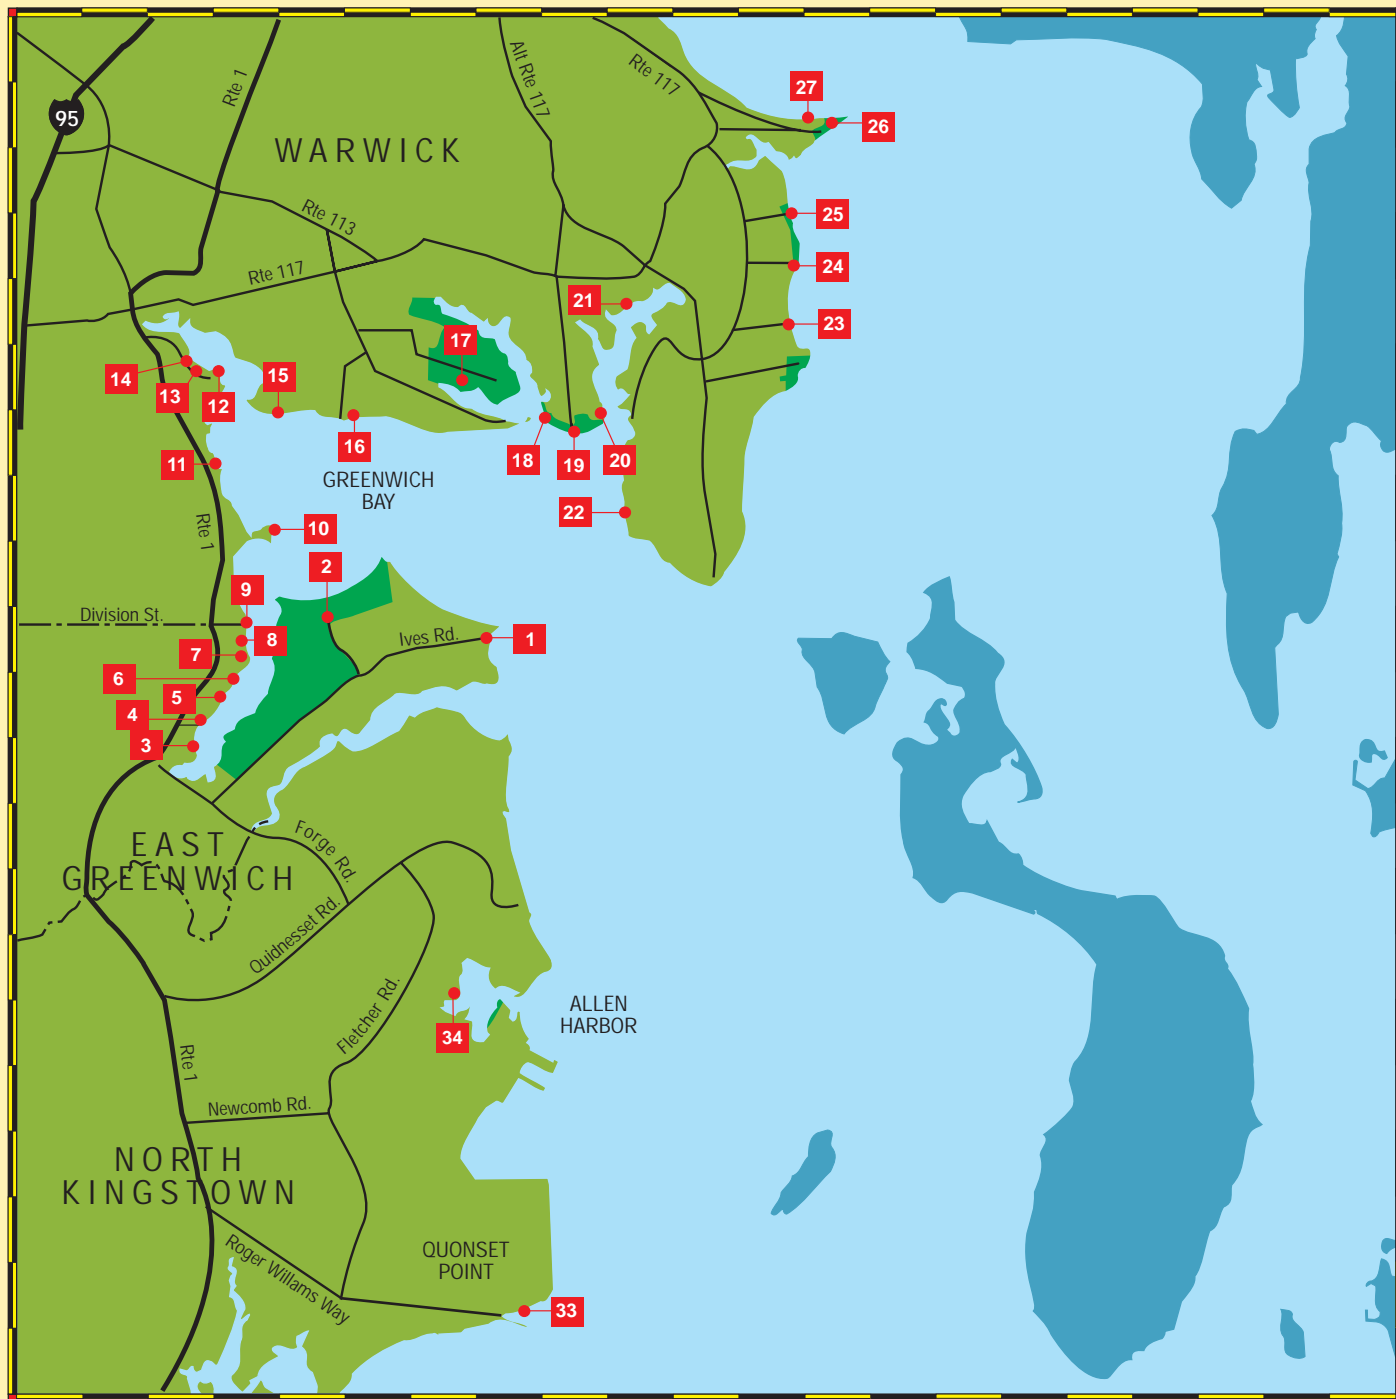 Rte 1
Alt Rte 117
Rte 117
27
95
26
WARWICK
Rte 113
25
Rte 117
24
21
23
17
14
13
12
15
16
18
19
20
11
GREENWICH
BAY
22
Rte 1
10
2
9
Division St.
8
Ives Rd.
1
7
6
5
4
3
EAST
GREENWICH
Forge Rd.
Quidnesset Rd.
Fletcher Rd.
ALLEN
HARBOR
34
Rte 1
Newcomb Rd.
NORTH
KINGSTOWN
Roger Willams Way
QUONSET
POINT
33